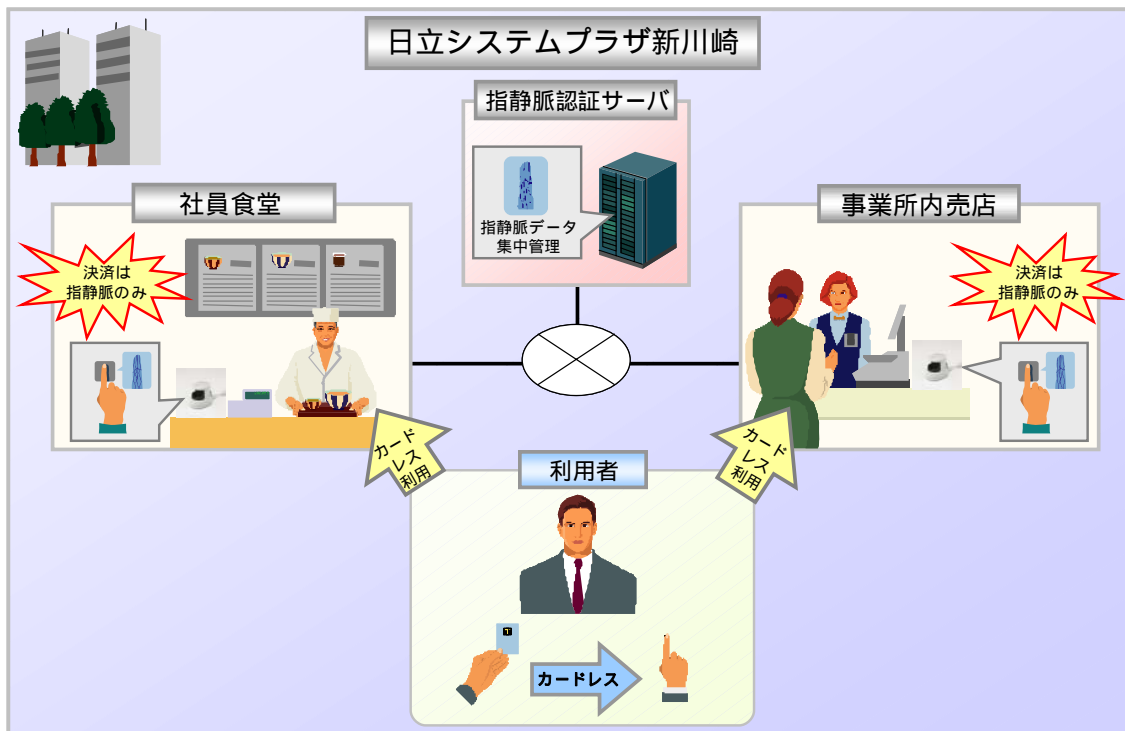 日立システムプラザ新川崎
指静脈認証サーバ
指静脈データ
集中管理
社員食堂
決済は
指静脈のみ
事業所内売店
決済は
指静脈のみ
カード
レス
利用
カード
レス
利用
利用者
カードレス